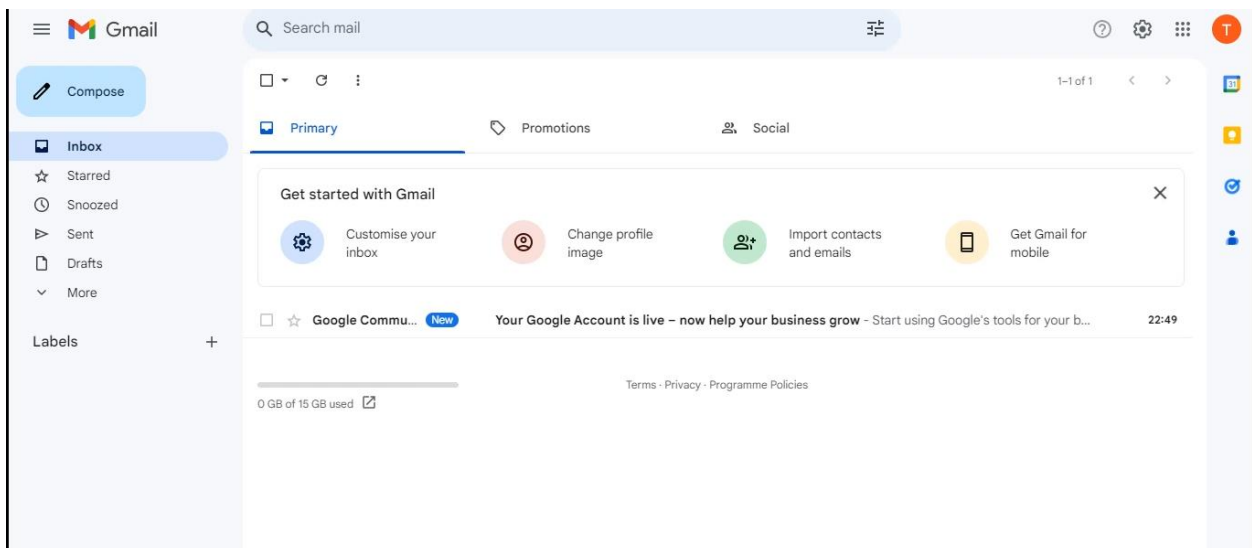 Gmail
Search mail
T
Compose
1–1 of 1
31
Primary
Promotions
Social
Inbox
Starred
Snoozed
Sent
Drafts
More
Labels
Get started with Gmail
Customise your
inbox
Change profile
image
Import contacts
and emails
Get Gmail for
mobile
Google Commu... New Your Google Account is live – now help your business grow - Start using Google's tools for your b... 22:49
Terms · Privacy · Programme Policies
0 GB of 15 GB used